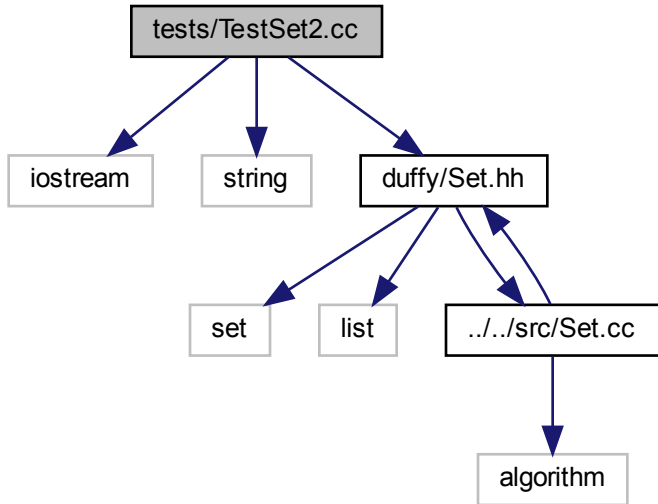 tests/TestSet2.cc
iostream
string
duffy/Set.hh
set
list
../../src/Set.cc
algorithm